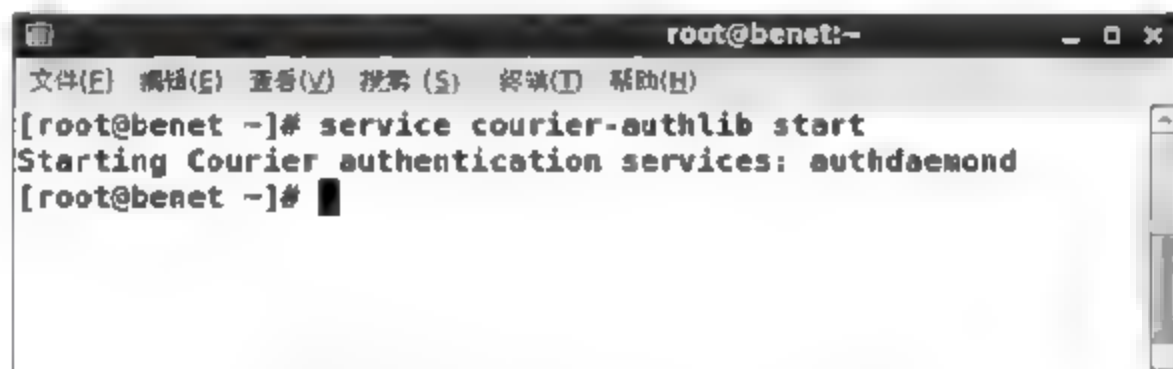 root@benet:~
文件(F) 编辑(E) 查看(V) 搜索 (S) 终端(T) 帮助(H)
[root@benet ~]# service courier-authlib start
Starting Courier authentication services: authdaemond
[root@benet ~]#